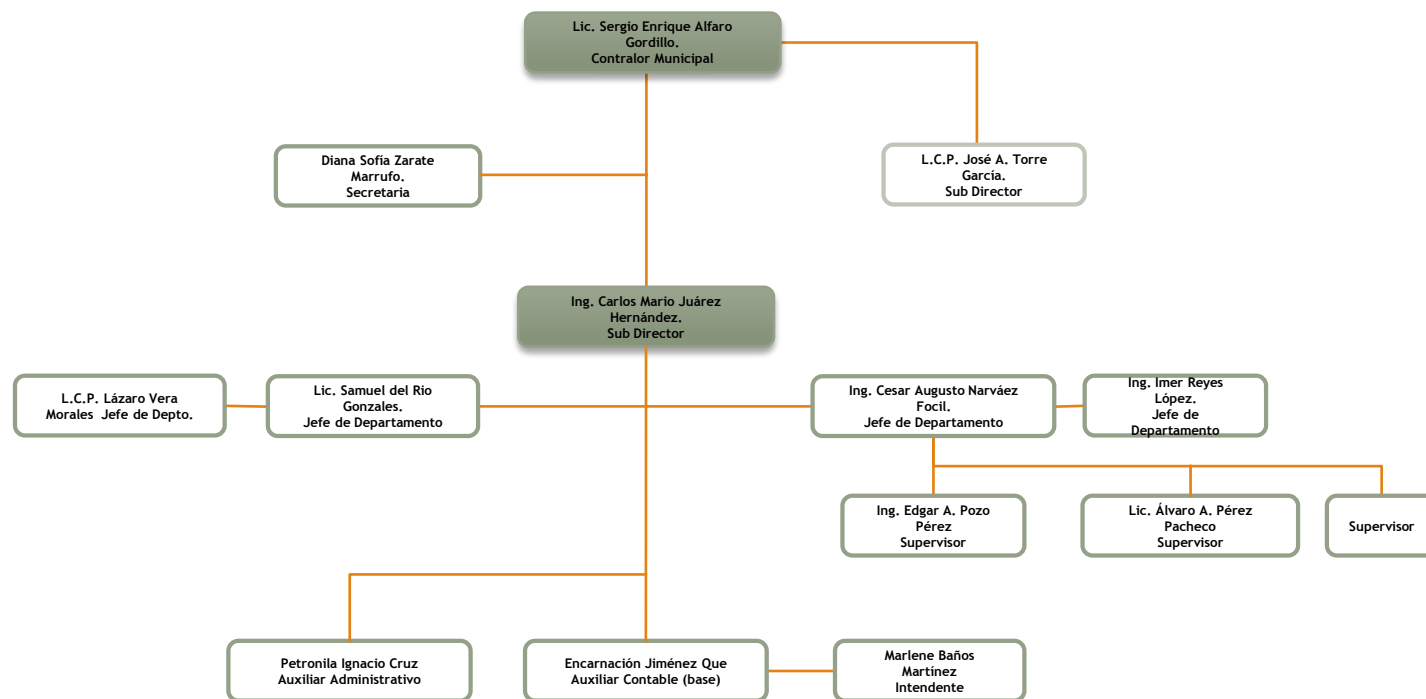 Lic. Sergio Enrique Alfaro
Gordillo.
Contralor Municipal
Diana Sofía Zarate
Marrufo.
Secretaria
L.C.P. José A. Torre
García.
Sub Director
Ing. Carlos Mario Juárez
Hernández.
Sub Director
L.C.P. Lázaro Vera
Morales Jefe de Depto.
Lic. Samuel del Rio
Gonzales.
Jefe de Departamento
Ing. Cesar Augusto Narváez
Focil.
Jefe de Departamento
Ing. Imer Reyes
López.
Jefe de
Departamento
Ing. Edgar A. Pozo
Pérez
Supervisor
Lic. Álvaro A. Pérez
Pacheco
Supervisor
Supervisor
Petronila Ignacio Cruz
Auxiliar Administrativo
Encarnación Jiménez Que
Auxiliar Contable (base)
Marlene Baños
Martínez
Intendente